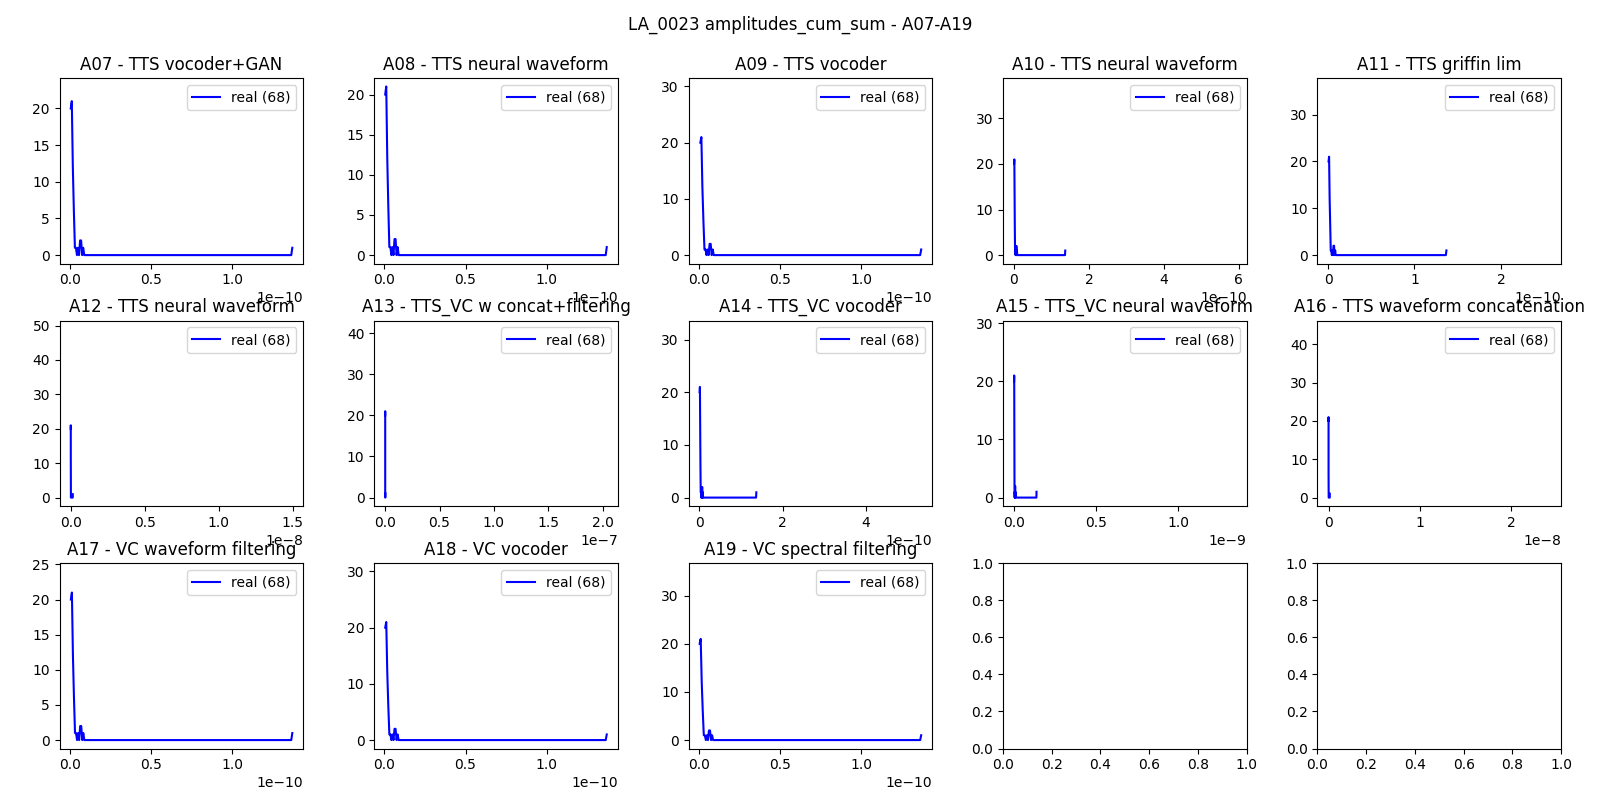 LA_0023 amplitudes_cum_sum - A07-A19
A07 - TTS vocoder+GAN
real (68)
20
15
10
5
0
0.0 0.5 1.0
1e−10
A08 - TTS neural waveform
real (68)
20
15
10
5
0
0.0 0.5 1.0
1e−10
A09 - TTS vocoder
real (68)
30
20
10
0
0.0 0.5 1.0
A10 - TTS neural waveform
real (68)
30
20
10
0
0 2 4 6
1e−10
A11 - TTS griffin lim
real (68)
30
20
10
0
0 1 2
1e−10
A12 - TTS neural waveform
real (68)
50
40
30
20
10
0
0.0 0.5 1.0 1.5
1e−8
A13 - TTS_VC w concat+filtering
real (68)
40
30
20
10
0
0.0 0.5 1.0 1.5 2.0
1e−7
A14 - TTS_VC vocoder
real (68)
30
20
10
0
0 2 4
1e−10
A15 - TTS_VC neural waveform
real (68)
30
20
10
0
0.0 0.5 1.0
1e−9
A16 - TTS waveform concatenation
real (68)
40
30
20
10
0
0 1 2
1e−8
A17 - VC waveform filtering
real (68)
25
20
15
10
5
0
0.0 0.5 1.0
1e−10
A18 - VC vocoder
real (68)
30
20
10
0
0.0 0.5 1.0
1e−10
A19 - VC spectral filtering
real (68)
30
20
10
0
0.0 0.5 1.0
1e−10
1.0
0.8
0.6
0.4
0.2
0.0
0.0 0.2 0.4 0.6 0.8 1.0
1.0
0.8
0.6
0.4
0.2
0.0
0.0 0.2 0.4 0.6 0.8 1.0